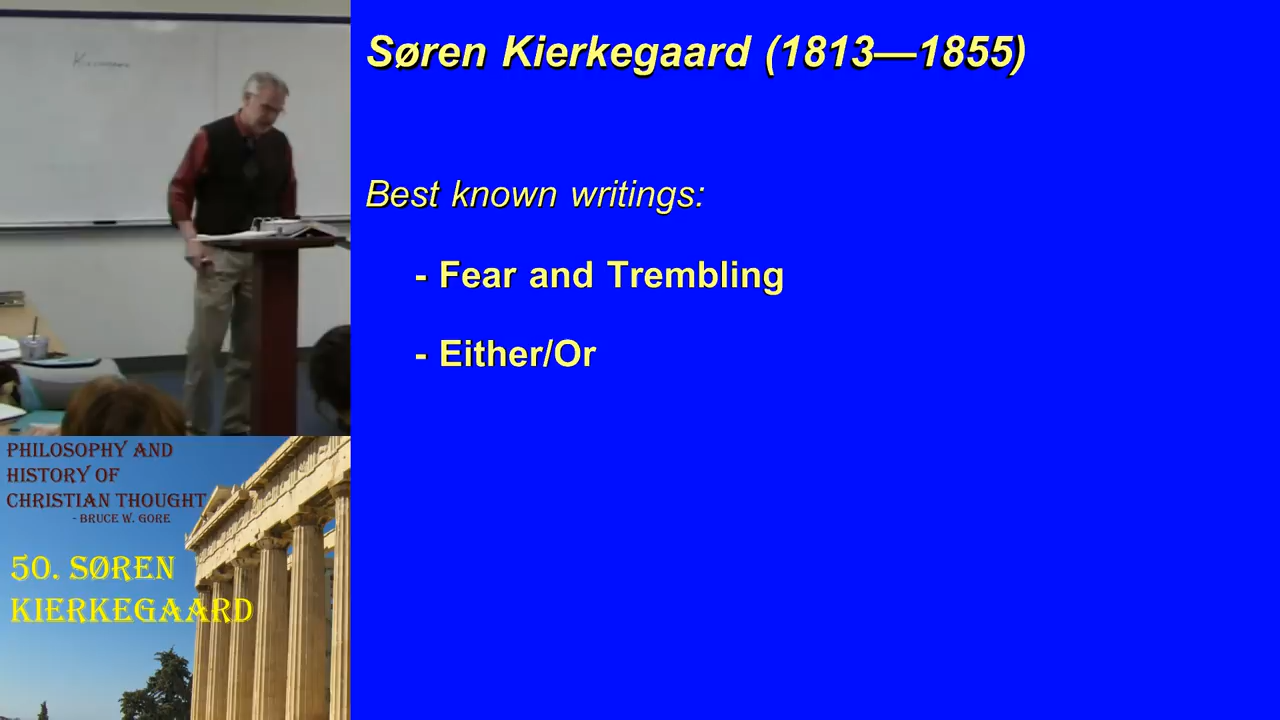 Kierkegaard
Søren Kierkegaard (1813—1855)
Best known writings:
- Fear and Trembling
- Either/Or
PHILOSOPHY AND
HISTORY OF
CHRISTIAN THOUGHT
- BRUCE W. GORE
50. SØREN
KIERKEGAARD